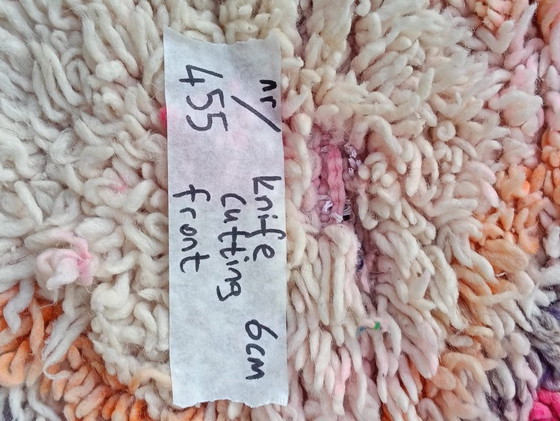 nr/ knife cutting 6cm
455 front